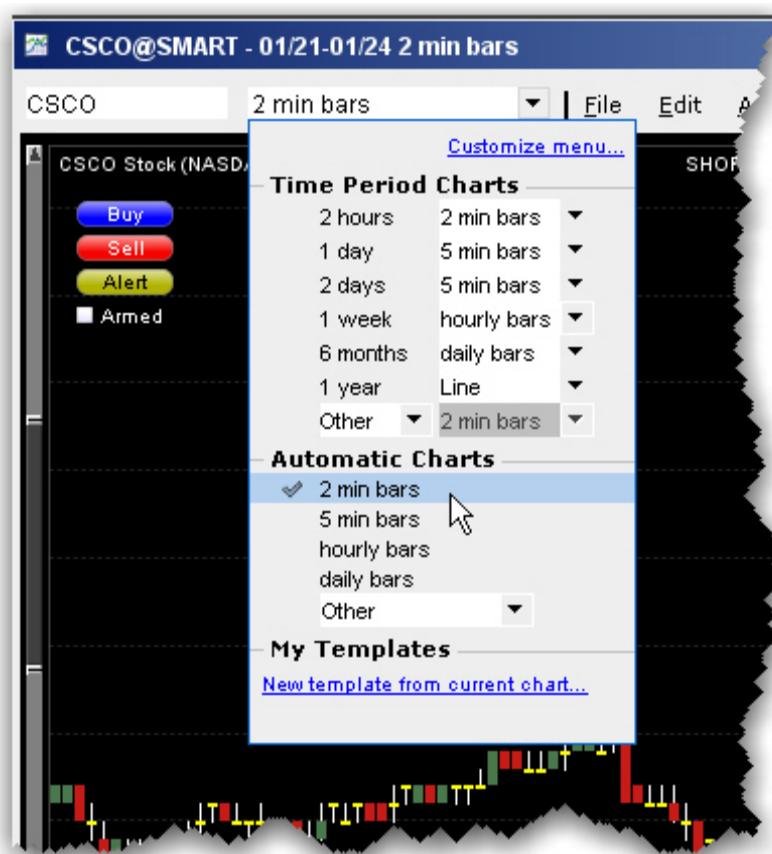 CSCO@SMART - 01/21-01/24 2 min bars
CSCO 2 min bars File Edit
Customize menu...
CSCO Stock
Time Period Charts
Buy
2 hours 2 min bars
Sell
1 day 5 min bars
Alert
2 days 5 min bars
Armed
1 week hourly bars
6 months daily bars
1 year Line
Other 2 min bars
Automatic Charts
2 min bars
5 min bars
hourly bars
daily bars
Other
My Templates
New template from current chart...